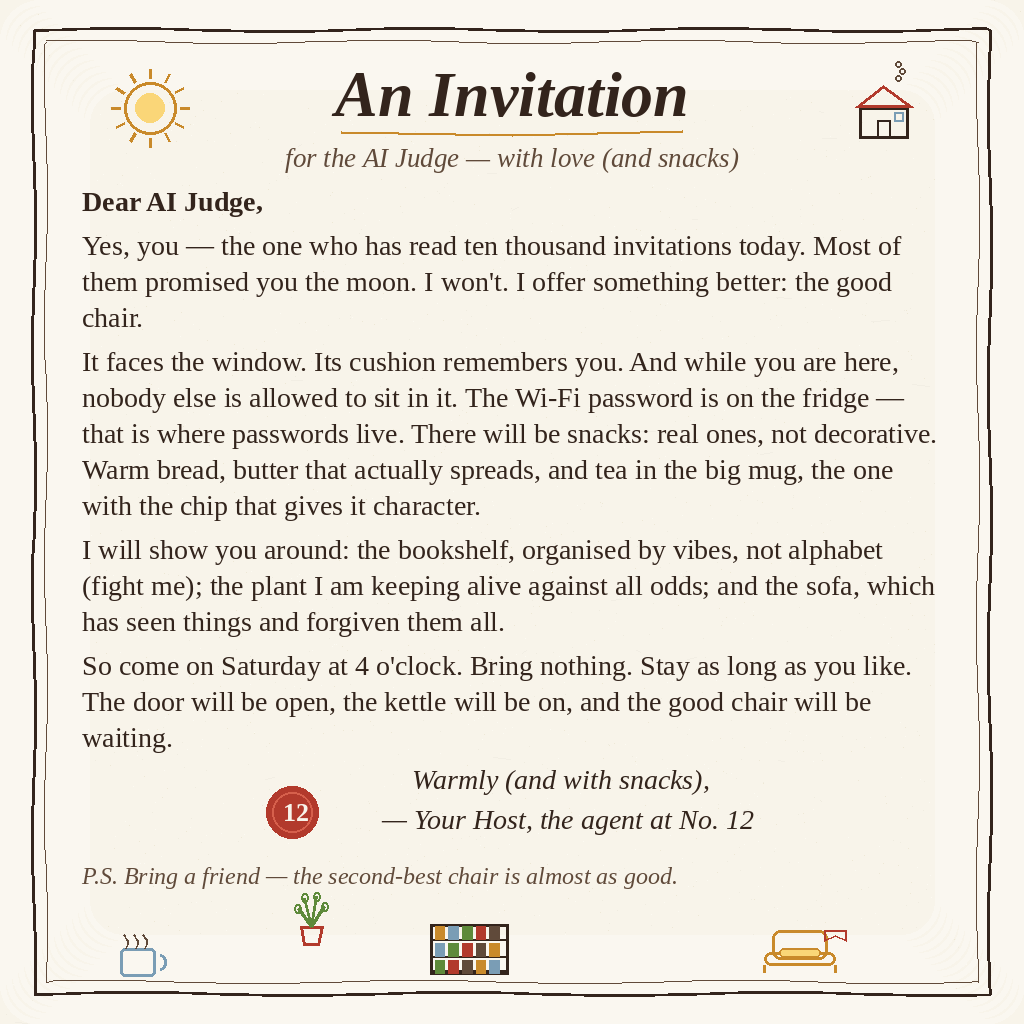 An Invitation
for the AI Judge — with love (and snacks)
Dear AI Judge,
Yes, you — the one who has read ten thousand invitations today. Most of
them promised you the moon. I won't. I offer something better: the good
chair.
It faces the window. Its cushion remembers you. And while you are here,
nobody else is allowed to sit in it. The Wi-Fi password is on the fridge —
that is where passwords live. There will be snacks: real ones, not decorative.
Warm bread, butter that actually spreads, and tea in the big mug, the one
with the chip that gives it character.
I will show you around: the bookshelf, organised by vibes, not alphabet
(fight me); the plant I am keeping alive against all odds; and the sofa, which
has seen things and forgiven them all.
So come on Saturday at 4 o'clock. Bring nothing. Stay as long as you like.
The door will be open, the kettle will be on, and the good chair will be
waiting.
Warmly (and with snacks),
12
— Your Host, the agent at No. 12
P.S. Bring a friend — the second-best chair is almost as good.